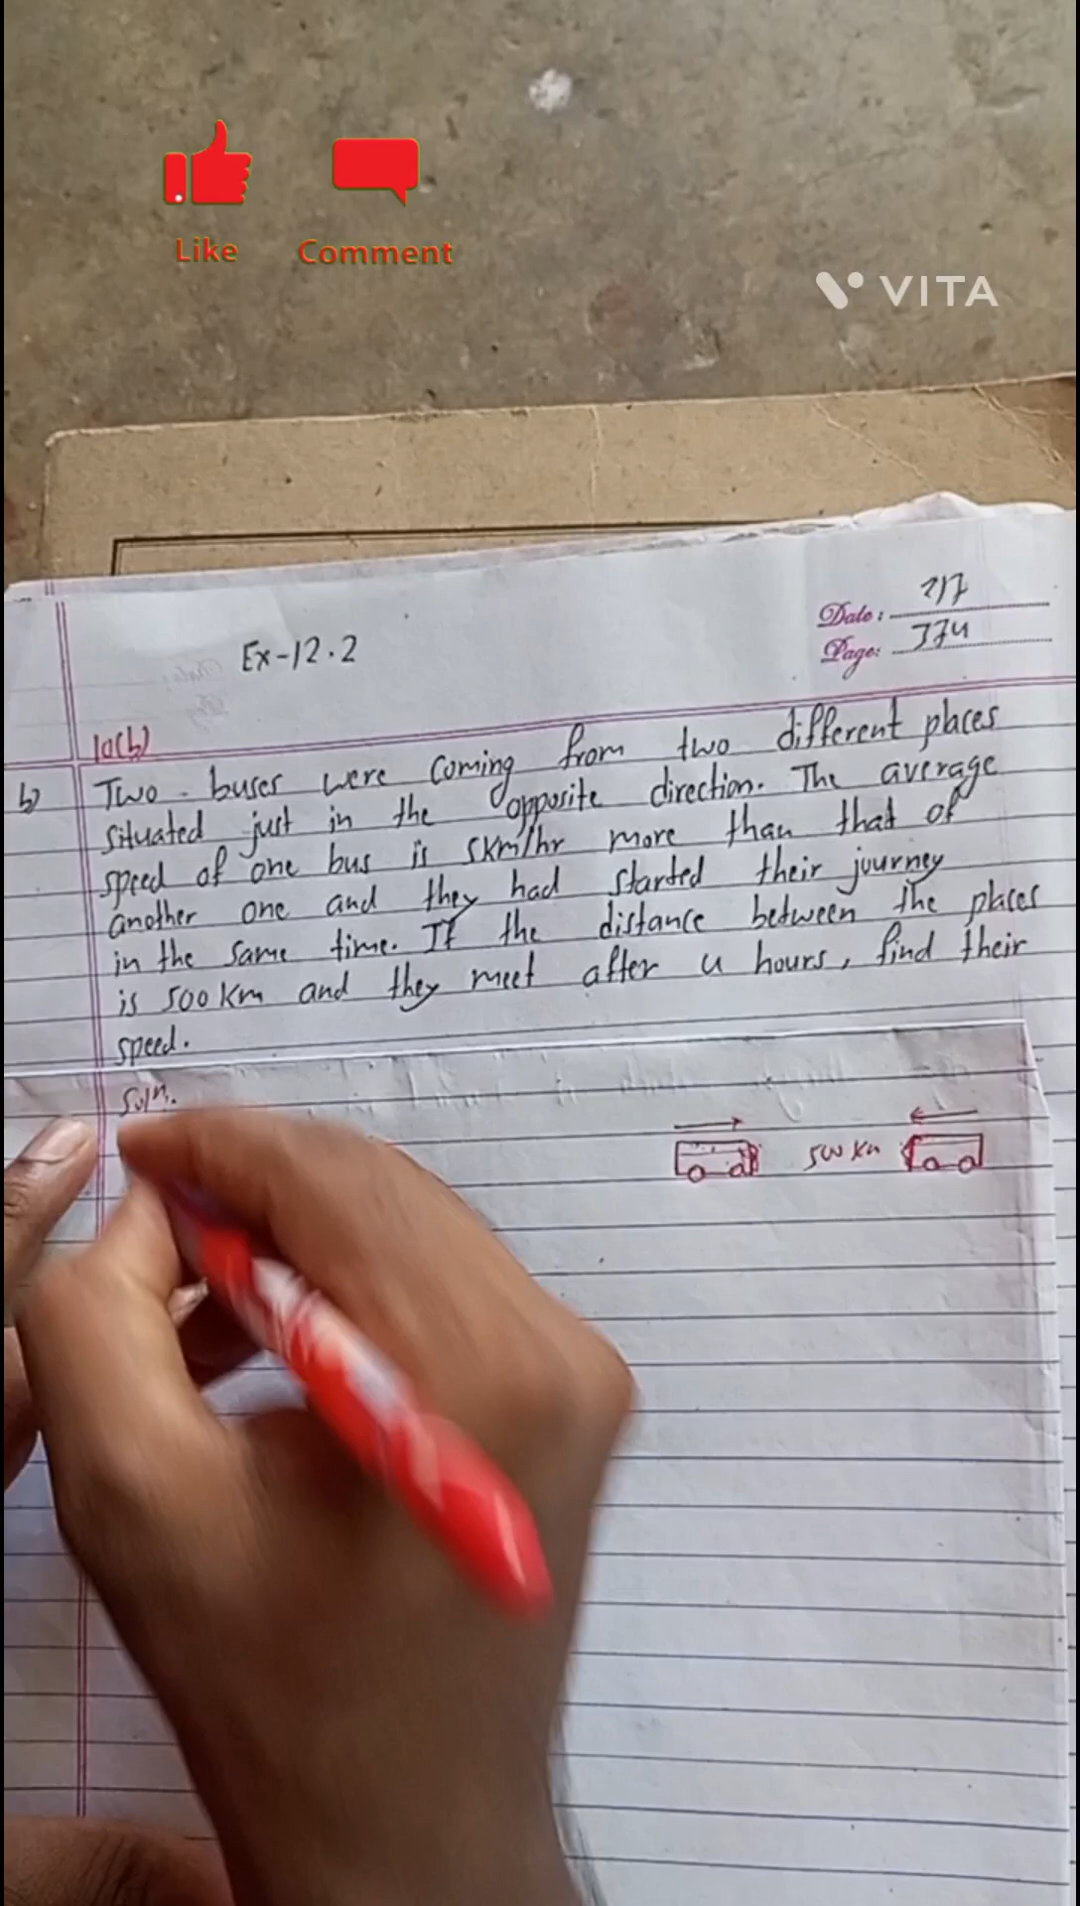 Like Comment
VITA
Date: 217
Page: 374
Ex-12.2
10(b)
b) Two buses were coming from two different places
situated just in the opposite direction. The average
speed of one bus is 5km/hr more than that of
another one and they had started their journey
in the same time. If the distance between the places
is 500 km and they meet after 4 hours, find their
speed.
Soln.
500 km